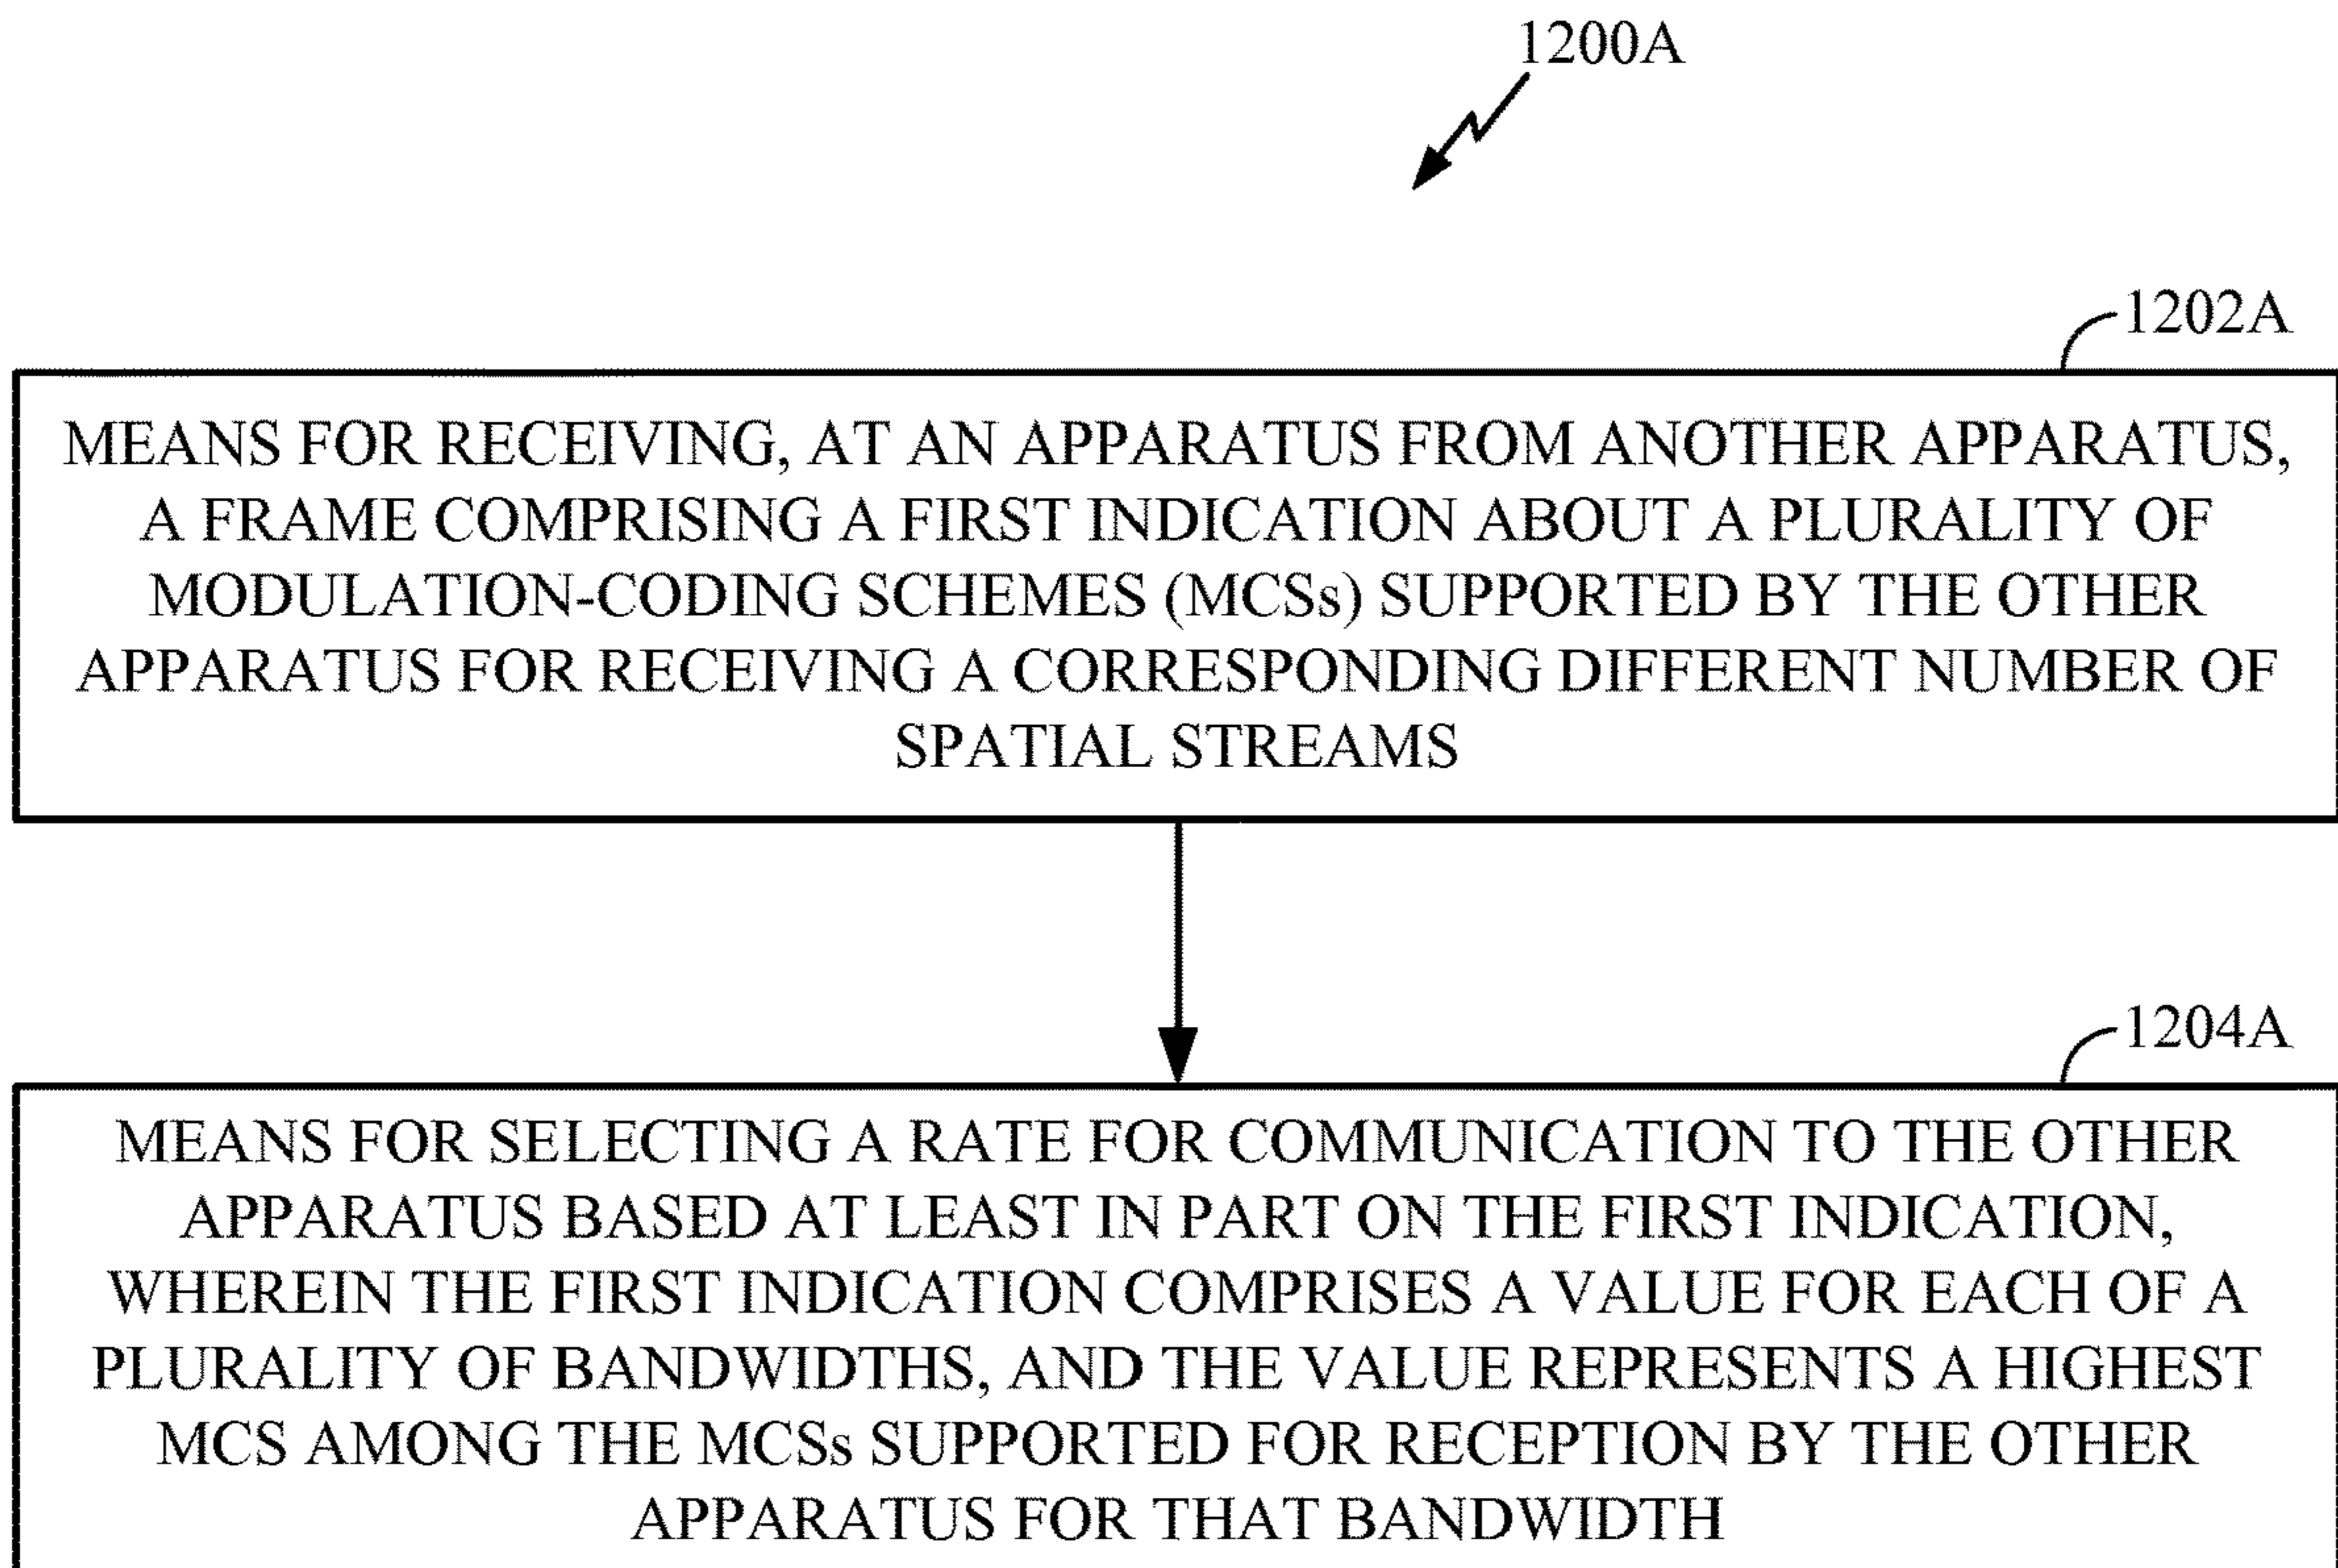 1200A
1202A
MEANS FOR RECEIVING, AT AN APPARATUS FROM ANOTHER APPARATUS,
A FRAME COMPRISING A FIRST INDICATION ABOUT A PLURALITY OF
MODULATION-CODING SCHEMES (MCSs) SUPPORTED BY THE OTHER
APPARATUS FOR RECEIVING A CORRESPONDING DIFFERENT NUMBER OF
SPATIAL STREAMS
1204A
MEANS FOR SELECTING A RATE FOR COMMUNICATION TO THE OTHER
APPARATUS BASED AT LEAST IN PART ON THE FIRST INDICATION,
WHEREIN THE FIRST INDICATION COMPRISES A VALUE FOR EACH OF A
PLURALITY OF BANDWIDTHS, AND THE VALUE REPRESENTS A HIGHEST
MCS AMONG THE MCSs SUPPORTED FOR RECEPTION BY THE OTHER
APPARATUS FOR THAT BANDWIDTH